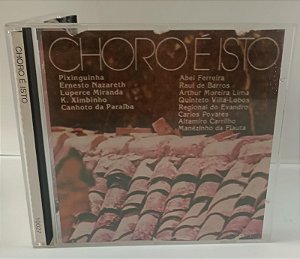 CHORO É ISTO
CHORO É ISTO
Pixinguinha
Ernesto Nazareth
Luperce Miranda
K. Ximbinho
Canhoto da Paraíba
Abel Ferreira
Raul de Barros
Arthur Moreira Lima
Quinteto Villa-Lobos
Regional do Evandro
Carlos Poyares
Altamiro Carrilho
Manezinho da Flauta